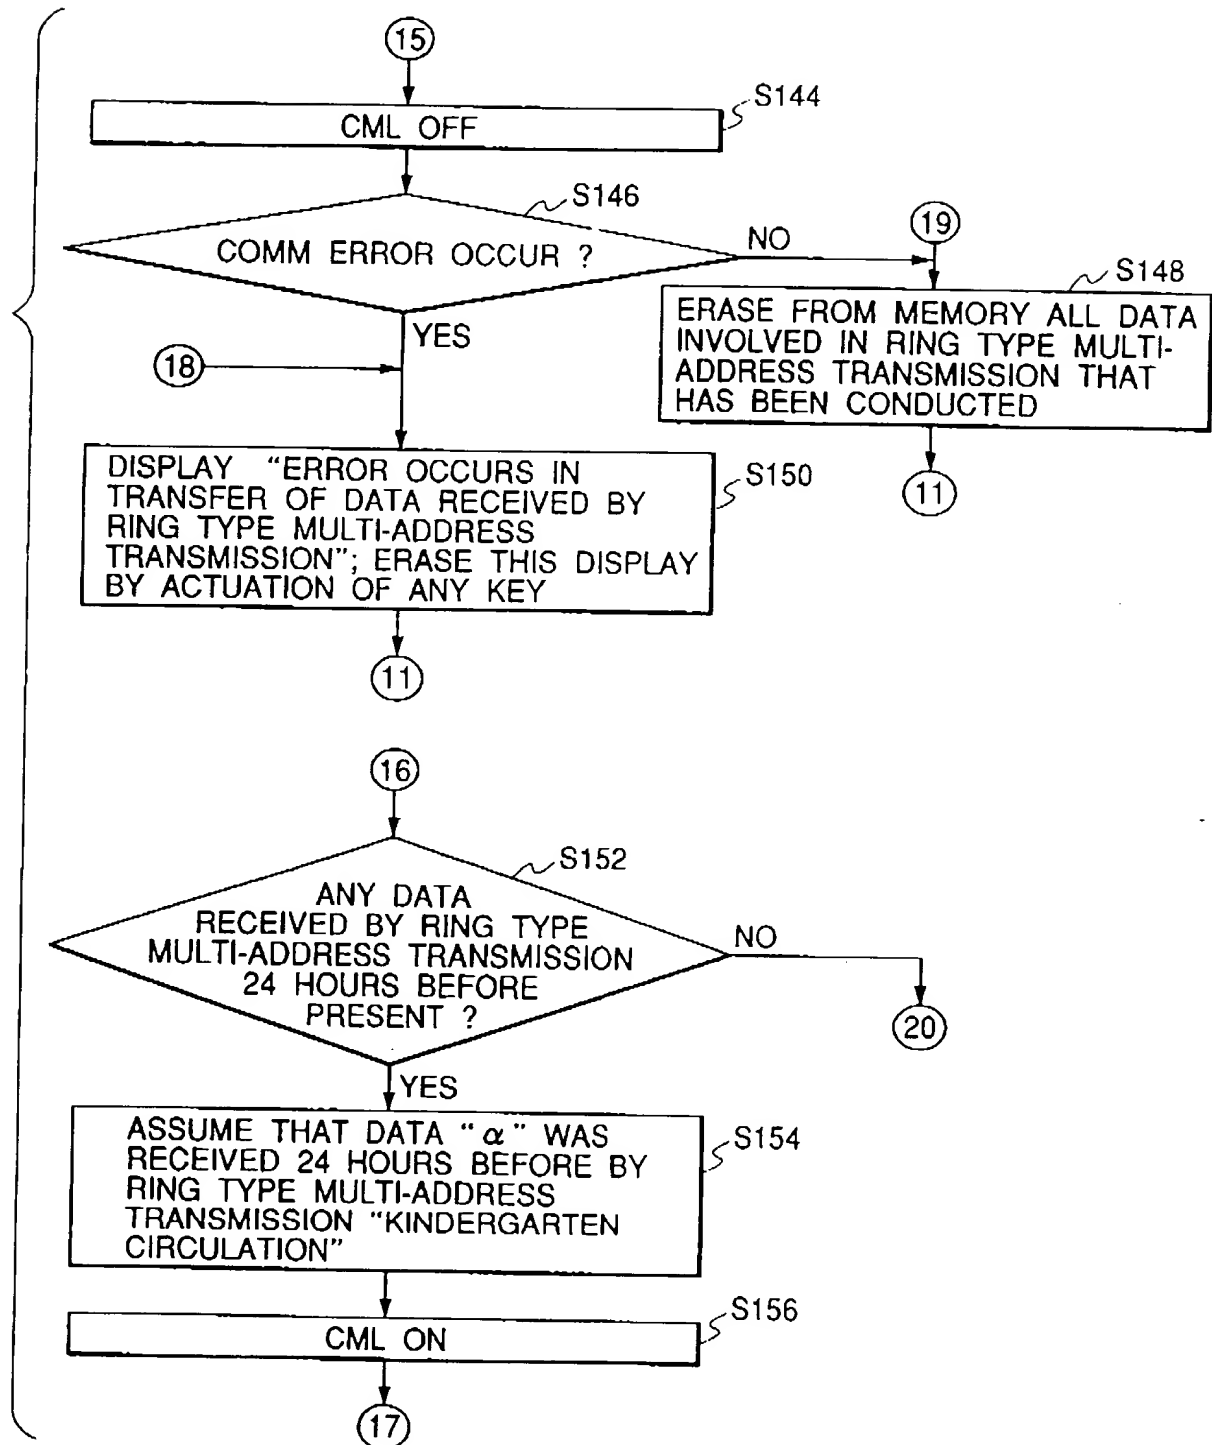 15
S144
CML OFF
S146
COMM ERROR OCCUR ?
NO
19
S148
ERASE FROM MEMORY ALL DATA
INVOLVED IN RING TYPE MULTI-
ADDRESS TRANSMISSION THAT
HAS BEEN CONDUCTED
11
YES
18
S150
DISPLAY "ERROR OCCURS IN
TRANSFER OF DATA RECEIVED BY
RING TYPE MULTI-ADDRESS
TRANSMISSION"; ERASE THIS DISPLAY
BY ACTUATION OF ANY KEY
11
16
S152
ANY DATA
RECEIVED BY RING TYPE
MULTI-ADDRESS TRANSMISSION
24 HOURS BEFORE
PRESENT ?
NO
20
YES
S154
ASSUME THAT DATA "α" WAS
RECEIVED 24 HOURS BEFORE BY
RING TYPE MULTI-ADDRESS
TRANSMISSION "KINDERGARTEN
CIRCULATION"
S156
CML ON
17